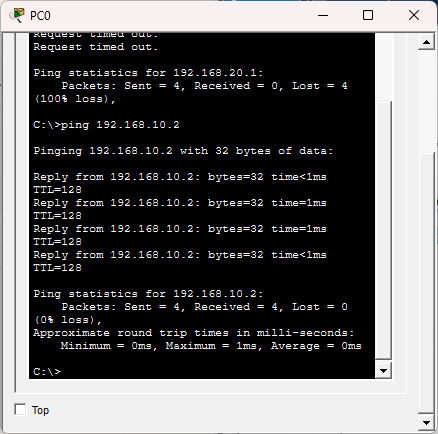 PC0
Request timed out.
Request timed out.
Ping statistics for 192.168.20.1:
    Packets: Sent = 4, Received = 0, Lost = 4
(100% loss),
C:\>ping 192.168.10.2
Pinging 192.168.10.2 with 32 bytes of data:
Reply from 192.168.10.2: bytes=32 time<1ms
TTL=128
Reply from 192.168.10.2: bytes=32 time=1ms
TTL=128
Reply from 192.168.10.2: bytes=32 time=1ms
TTL=128
Reply from 192.168.10.2: bytes=32 time<1ms
TTL=128
Ping statistics for 192.168.10.2:
    Packets: Sent = 4, Received = 4, Lost = 0
(0% loss),
Approximate round trip times in milli-seconds:
    Minimum = 0ms, Maximum = 1ms, Average = 0ms
C:\>
Top